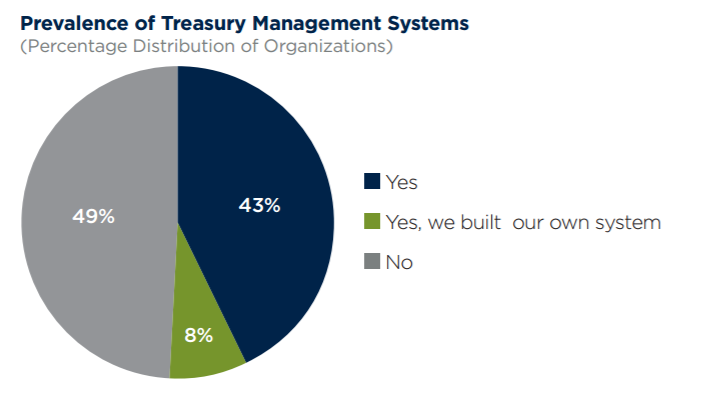 Prevalence of Treasury Management Systems
(Percentage Distribution of Organizations)
49%
43%
8%
Yes
Yes, we built  our own system
No